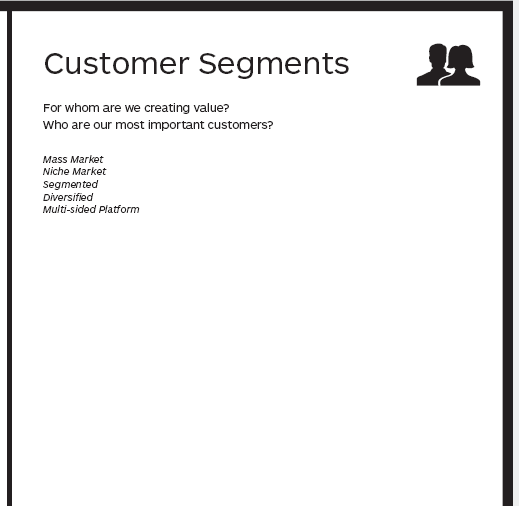 Customer Segments
For whom are we creating value?
Who are our most important customers?
Mass Market
Niche Market
Segmented
Diversified
Multi-sided Platform